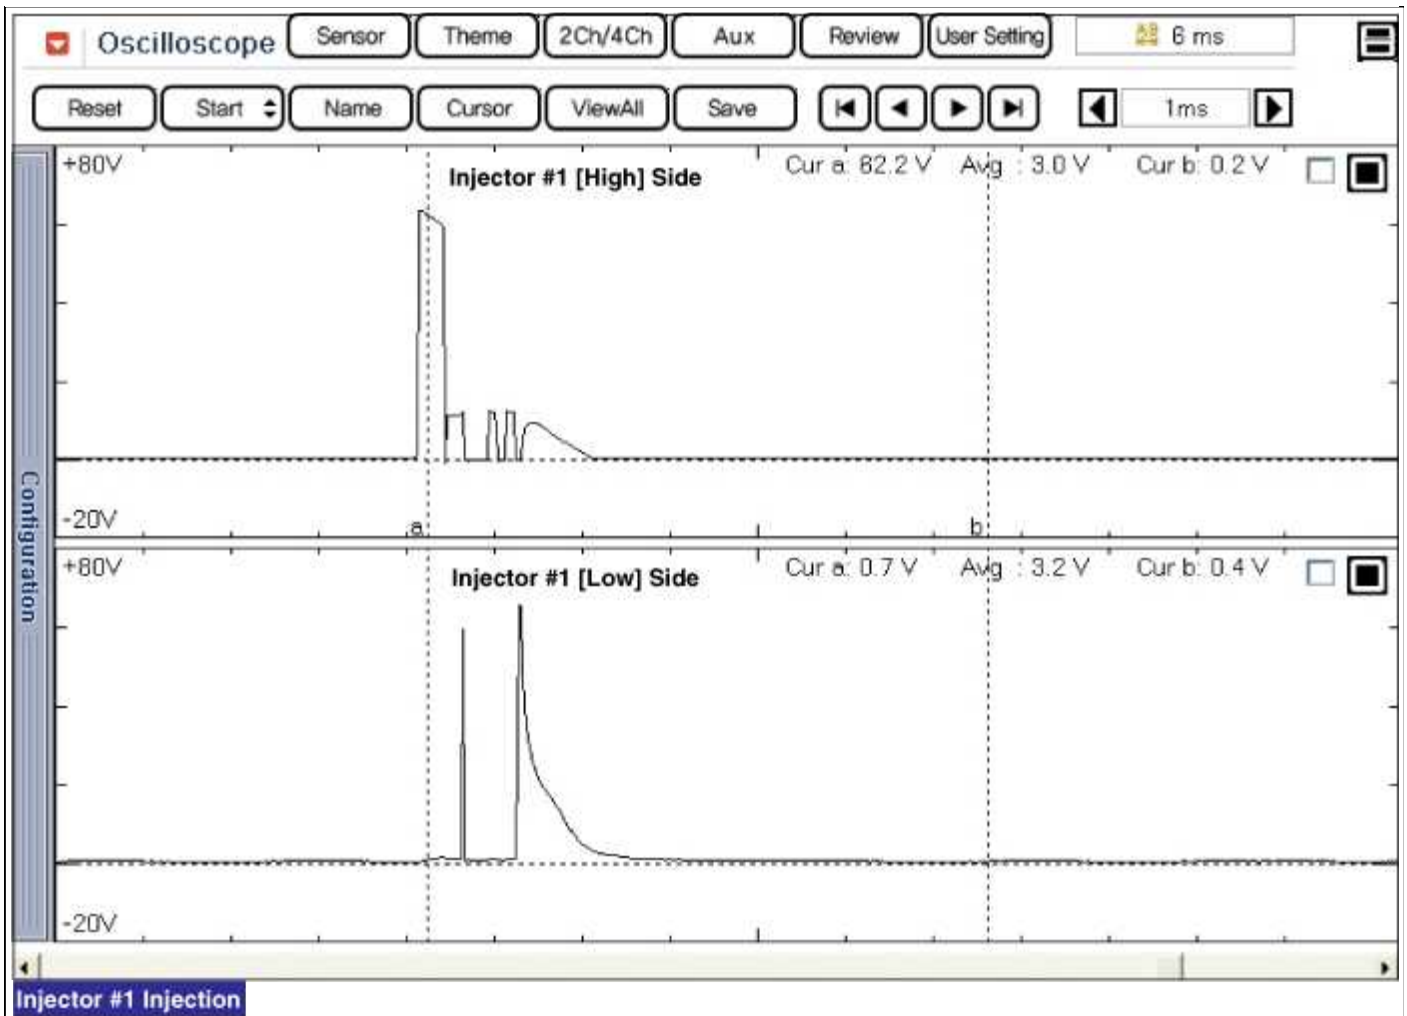 Oscilloscope Sensor Theme 2Ch/4Ch Aux Review User Setting 6 ms
Reset Start Name Cursor ViewAll Save 1ms
+80V Injector #1 [High] Side Cur a: 62.2 V Avg : 3.0 V Cur b: 0.2 V
-20V a b
+80V Injector #1 [Low] Side Cur a: 0.7 V Avg : 3.2 V Cur b: 0.4 V
-20V
Configuration
Injector #1 Injection